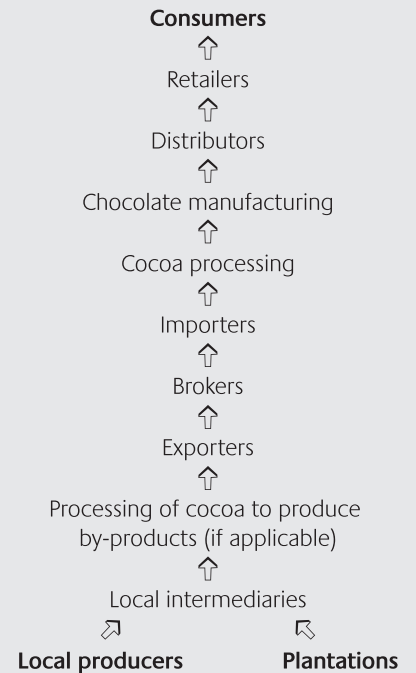 Consumers
Retailers
Distributors
Chocolate manufacturing
Cocoa processing
Importers
Brokers
Exporters
Processing of cocoa to produce
by-products (if applicable)
Local intermediaries
Local producers Plantations